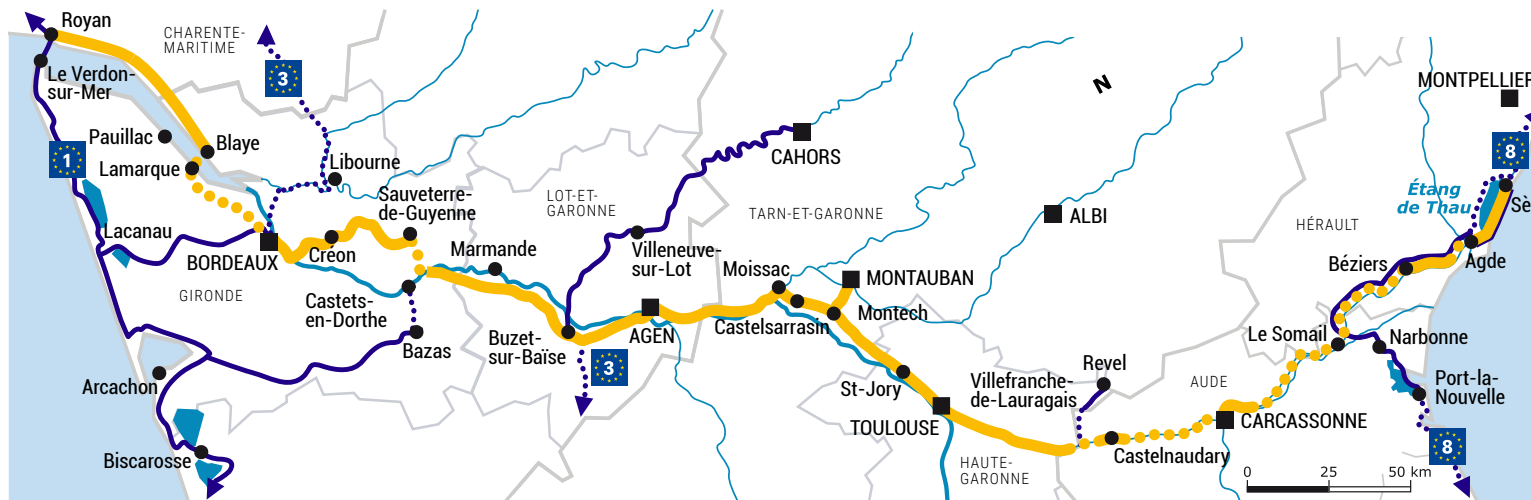 Royan
CHARENTE-
MARITIME
3
Le Verdon-
sur-Mer
Pauillac
Blaye
1
Lamarque
Libourne
Sauveterre-
de-Guyenne
Lacanau
BORDEAUX
Créon
GIRONDE
Castets-
en-Dorthe
Bazas
Arcachon
Biscarosse
Marmande
LOT-ET-
GARONNE
CAHORS
Villeneuve-
sur-Lot
Buzet-
sur-Baïse
AGEN
3
TARN-ET-GARONNE
Moissac
MONTAUBAN
Castelsarrasin
Montech
N
ALBI
St-Jory
TOULOUSE
Villefranche-
de-Lauragais
Revel
HAUTE-
GARONNE
Castelnaudary
AUDE
CARCASSONNE
Le Somail
Narbonne
Port-la-
Nouvelle
8
HÉRAULT
Béziers
Agde
Étang
de Thau
Sè
8
MONTPELLIER
0 25 50 km